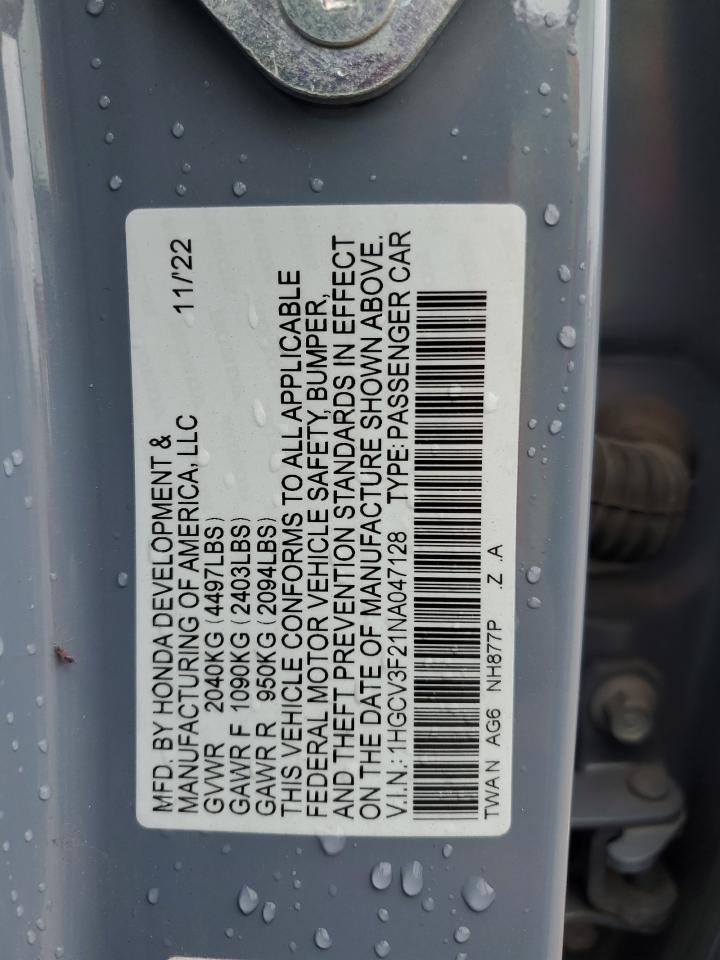 MFD. BY HONDA DEVELOPMENT &
MANUFACTURING OF AMERICA, LLC 11/'22
GVWR 2040KG (4497LBS)
GAWR F 1090KG (2403LBS)
GAWR R 950KG (2094LBS)
THIS VEHICLE CONFORMS TO ALL APPLICABLE
FEDERAL MOTOR VEHICLE SAFETY, BUMPER,
AND THEFT PREVENTION STANDARDS IN EFFECT
ON THE DATE OF MANUFACTURE SHOWN ABOVE.
V.I.N.: 1HGCV3F21NA047128 TYPE: PASSENGER CAR
TWA N AG6 NH877P .Z .A